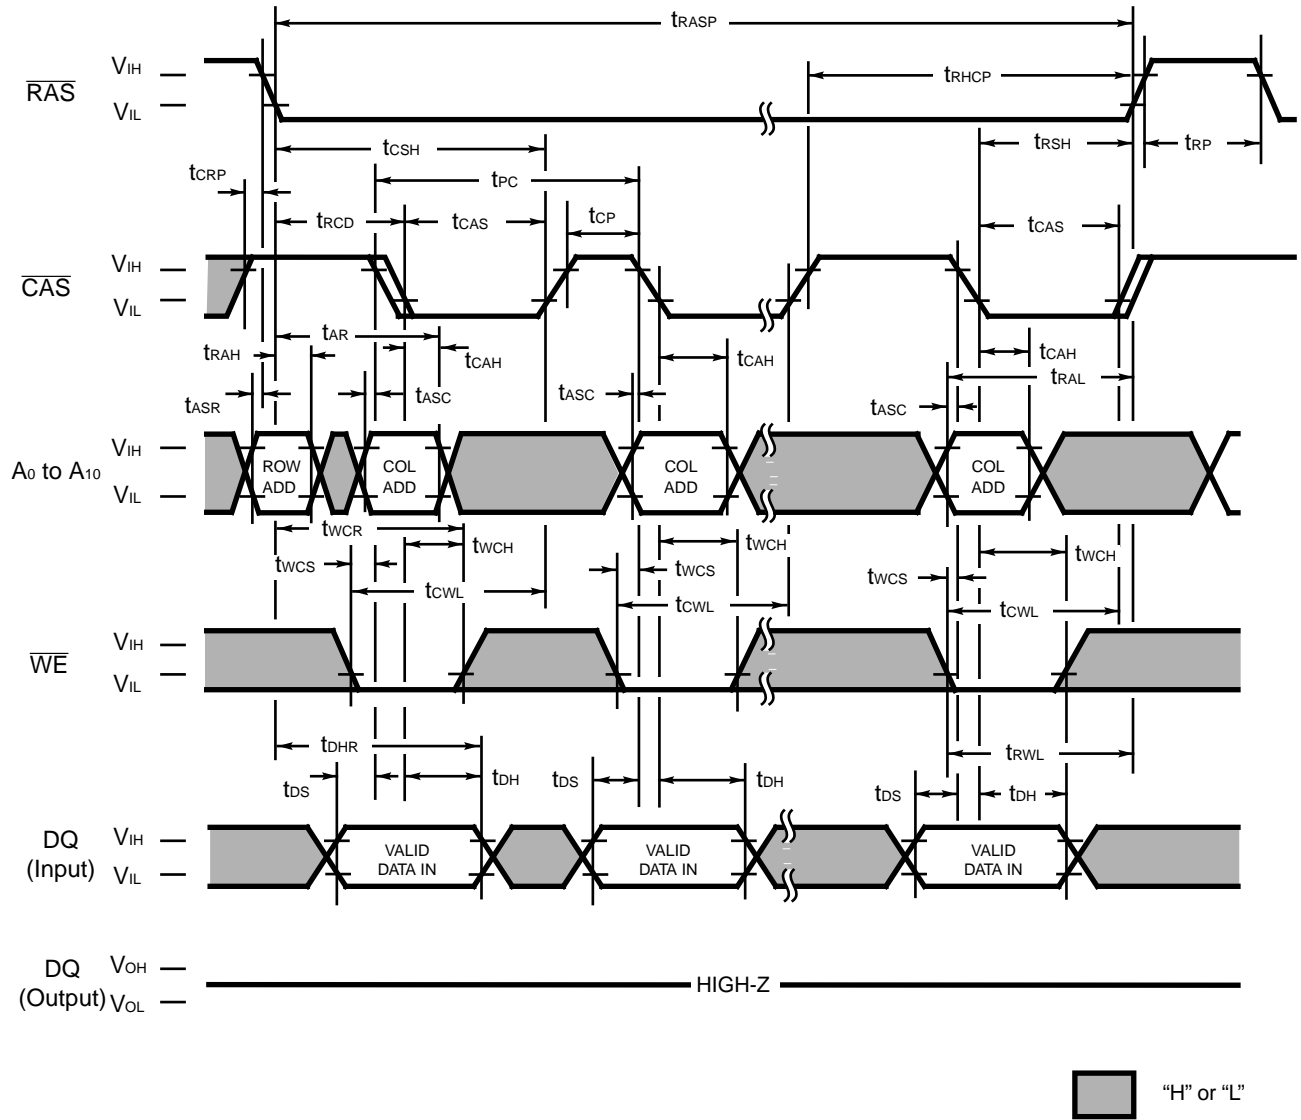 tRASP
VIH
RAS
VIL
tRHCP
tCSH
tRSH
tRP
tCRP
tPC
tRCD
tCAS
tCP
tCAS
VIH
CAS
VIL
tAR
tRAH
tCAH
tCAH
tCAH
tRAL
tASR
tASC
tASC
tASC
VIH
A0 to A10
VIL
ROW
ADD
COL
ADD
COL
ADD
COL
ADD
tWCR
tWCH
tWCH
tWCH
tWCS
tWCS
tWCS
tCWL
tCWL
tCWL
VIH
WE
VIL
tDHR
tRWL
tDS
tDH
tDS
tDH
tDS
tDH
DQ
(Input)
VIH
VIL
VALID
DATA IN
VALID
DATA IN
VALID
DATA IN
DQ
(Output)
VOH
VOL
HIGH-Z
“H” or “L”